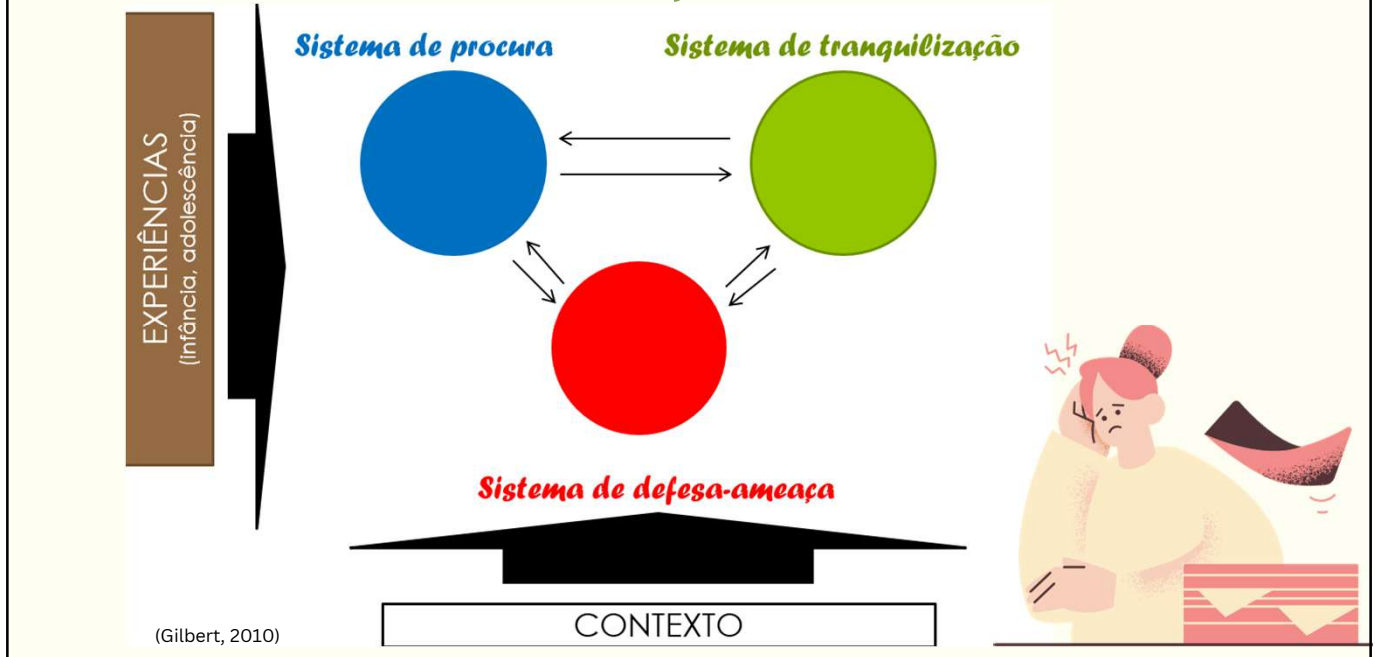 Sistema de procura
Sistema de tranquilização
EXPERIÊNCIAS
(infância, adolescência)
Sistema de defesa-ameaça
CONTEXTO
(Gilbert, 2010)